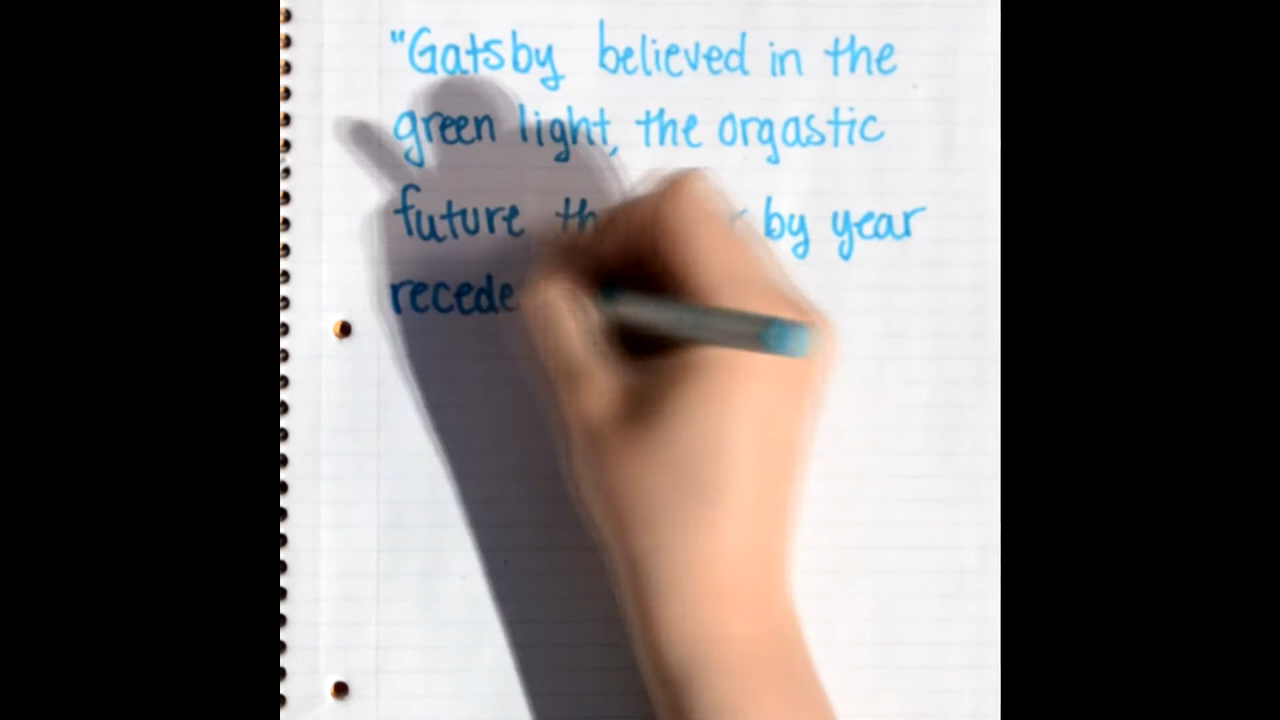 "Gatsby believed in the
green light, the orgastic
future by year
recede